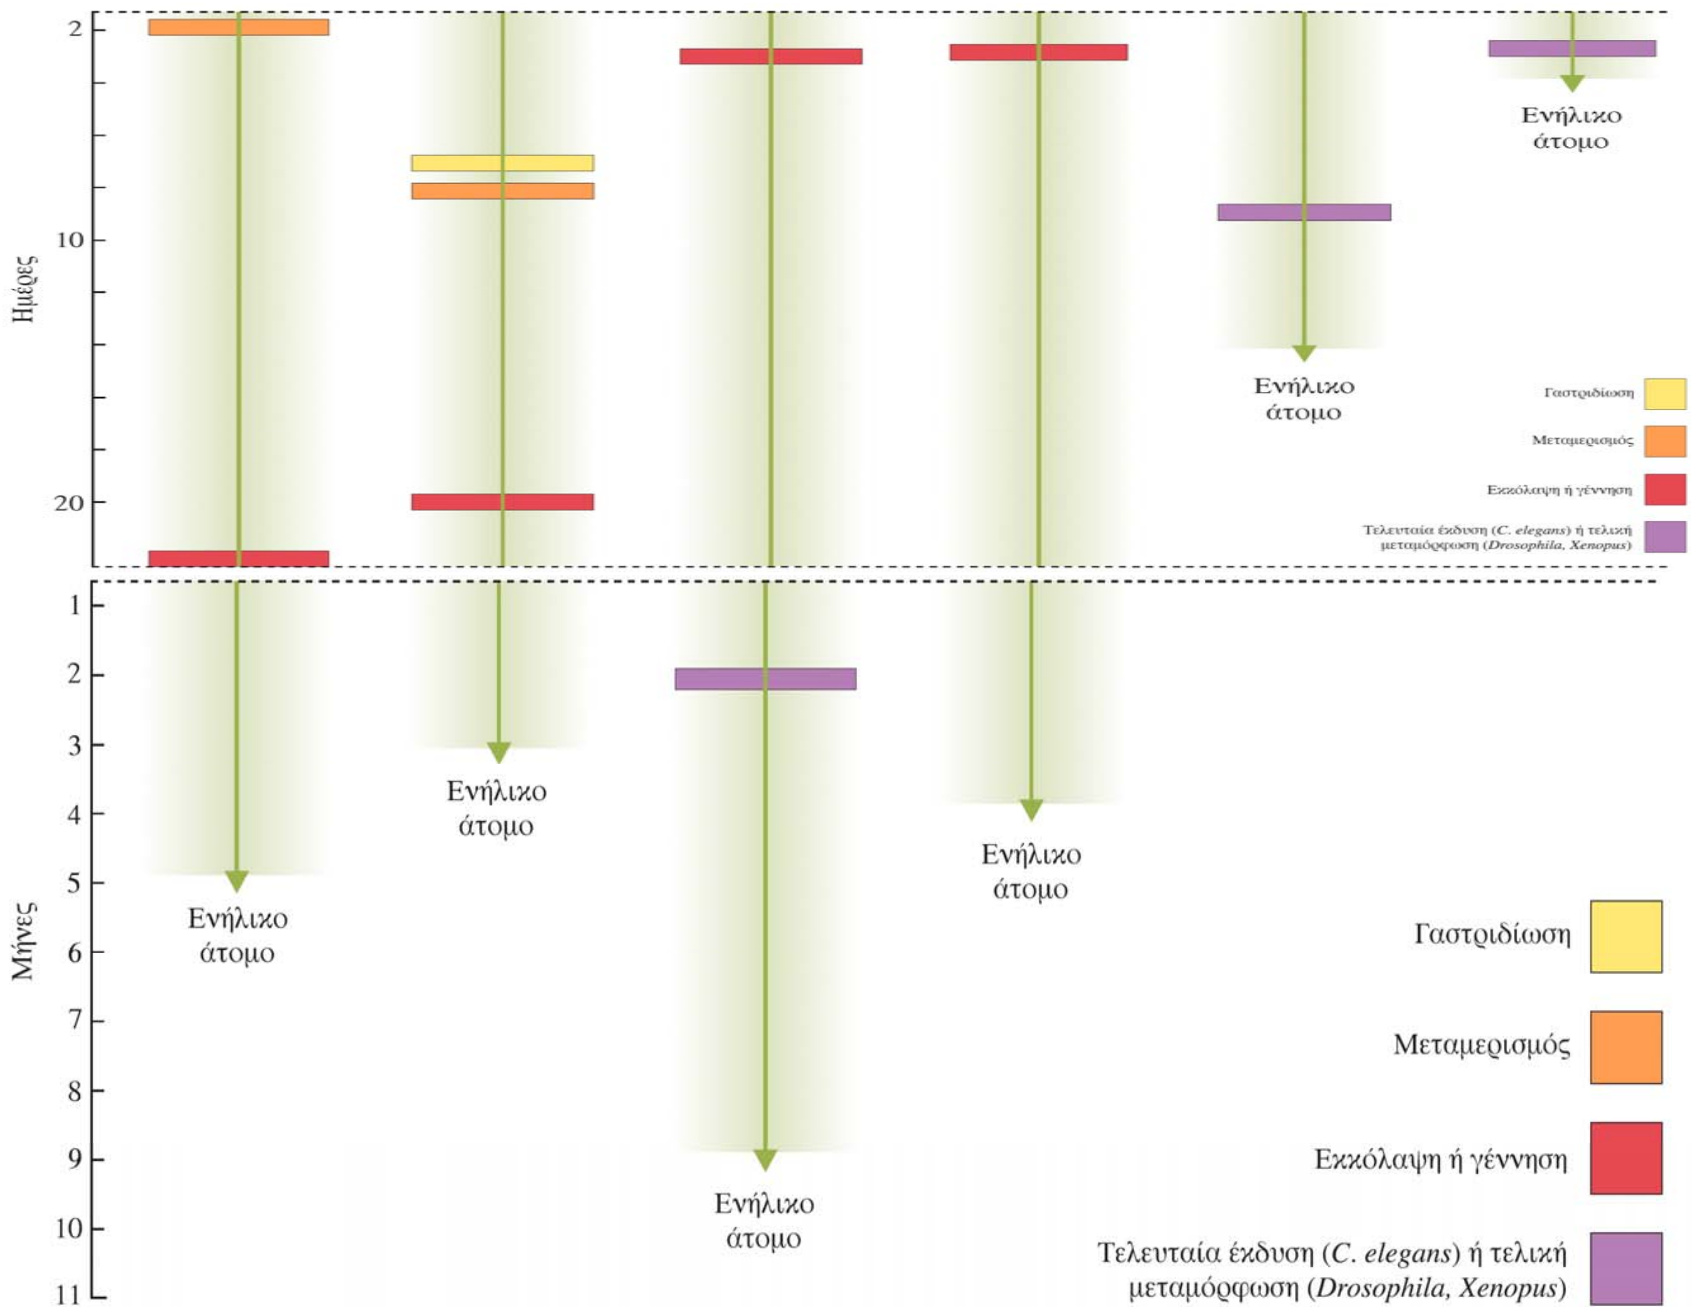 2
Ενήλικο
άτομο
10
Ημέρες
Ενήλικο
άτομο
Γαστριδίωση
Μεταμερισμός
Εκκόλαψη ή γέννηση
20
Τελευταία έκδυση (C. elegans) ή τελική
μεταμόρφωση (Drosophila, Xenopus)
1
2
3
Ενήλικο
άτομο
4
Ενήλικο
άτομο
5
Μήνες
Ενήλικο
άτομο
6
Γαστριδίωση
7
Μεταμερισμός
8
9
Εκκόλαψη ή γέννηση
Ενήλικο
άτομο
10
Τελευταία έκδυση (C. elegans) ή τελική
μεταμόρφωση (Drosophila, Xenopus)
11